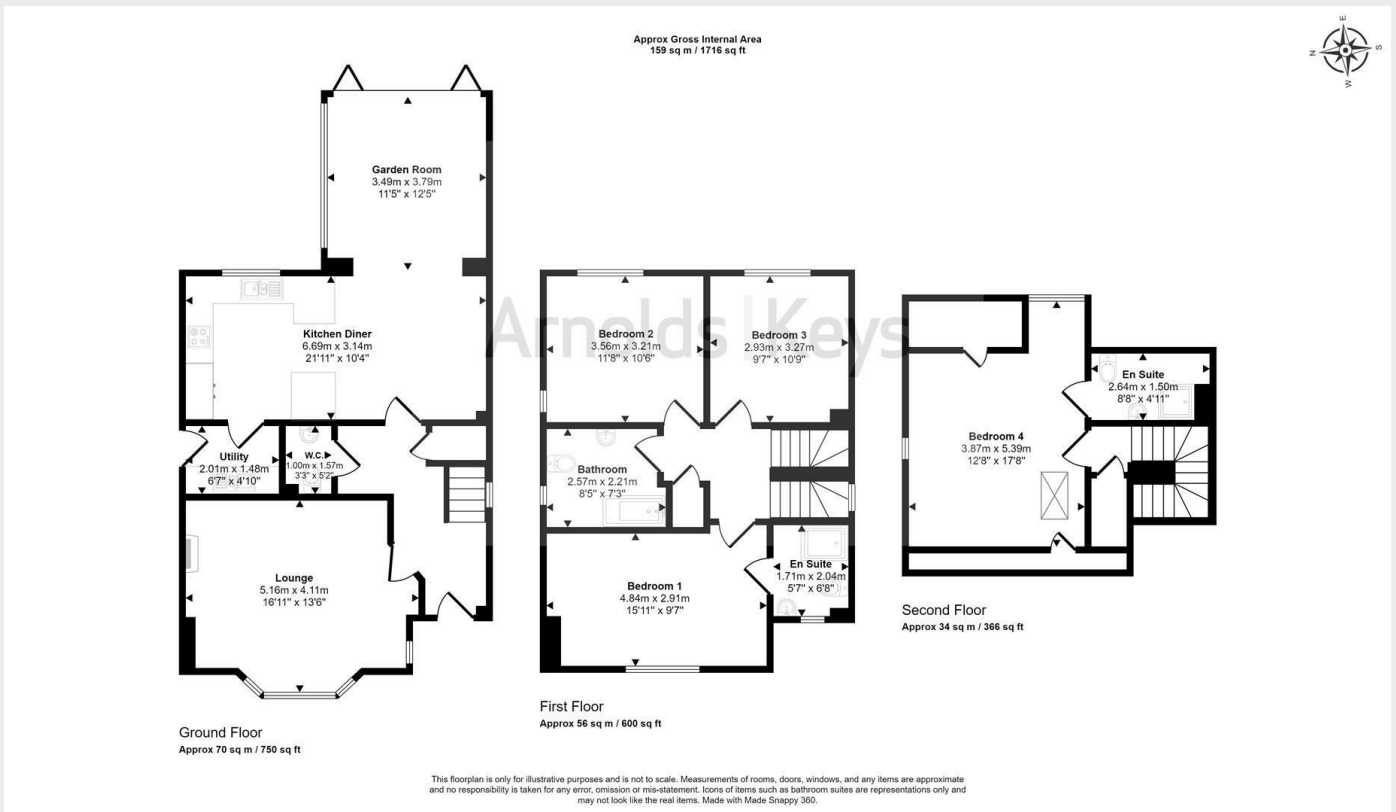 Approx Gross Internal Area
159 sq m / 1716 sq ft
N
E
S
W
Garden Room
3.49m x 3.79m
11'5" x 12'5"
Kitchen Diner
6.69m x 3.14m
21'11" x 10'4"
Utility
2.01m x 1.48m
6'7" x 4'10"
W.C.
1.00m x 1.57m
3'3" x 5'2"
Lounge
5.16m x 4.11m
16'11" x 13'6"
Ground Floor
Approx 70 sq m / 750 sq ft
Arnolds | Keys
Bedroom 2
3.56m x 3.21m
11'8" x 10'6"
Bedroom 3
2.93m x 3.27m
9'7" x 10'9"
Bathroom
2.57m x 2.21m
8'5" x 7'3"
Bedroom 1
4.84m x 2.91m
15'11" x 9'7"
En Suite
1.71m x 2.04m
5'7" x 6'8"
First Floor
Approx 56 sq m / 600 sq ft
En Suite
2.64m x 1.50m
8'8" x 4'11"
Bedroom 4
3.87m x 5.39m
12'8" x 17'8"
Second Floor
Approx 34 sq m / 366 sq ft
This floorplan is only for illustrative purposes and is not to scale. Measurements of rooms, doors, windows, and any items are approximate
and no responsibility is taken for any error, omission or mis-statement. Icons of items such as bathroom suites are representations only and
may not look like the real items. Made with Made Snappy 360.